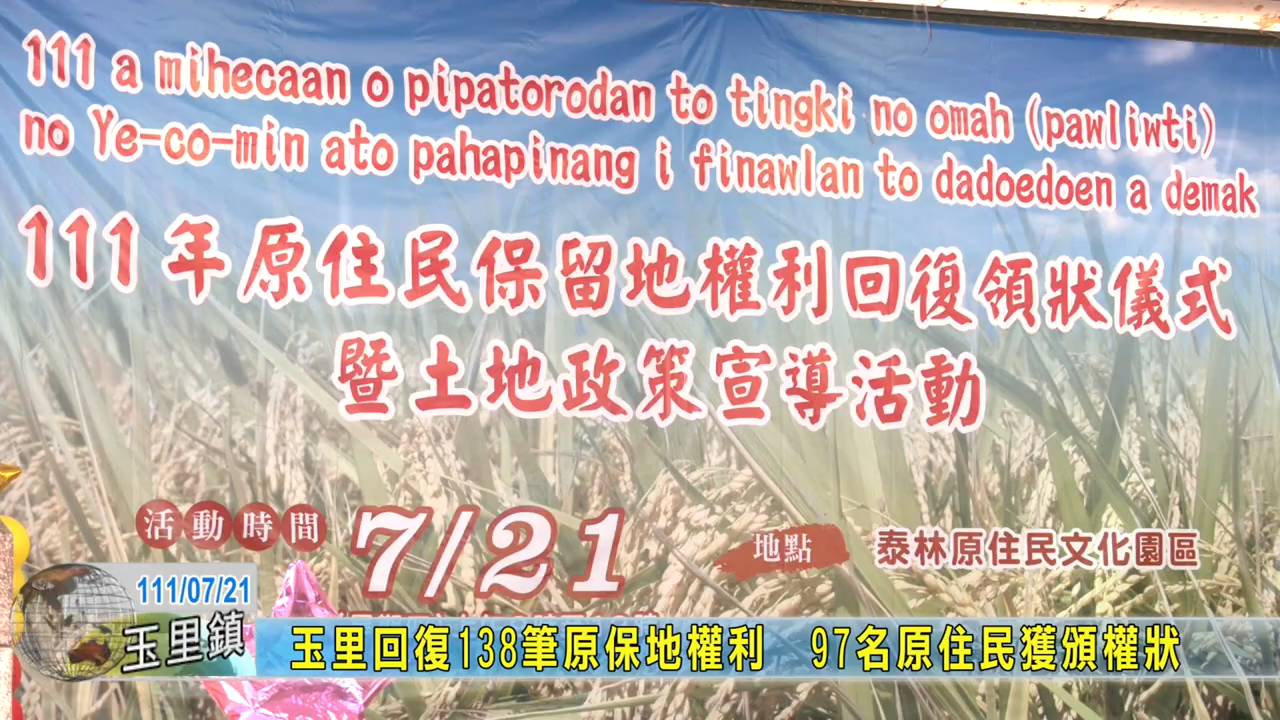 111 a mihecaan o pipatorodan to tingki no omah (pawliwti)
no Ye-co-min ato pahapinang i finawlan to dadoedoen a demak
111年原住民保留地權利回復領狀儀式
暨土地政策宣導活動
活動時間 7/21 地點 泰林原住民文化園區
111/07/21
玉里鎮
玉里回復138筆原保地權利 97名原住民獲頒權狀